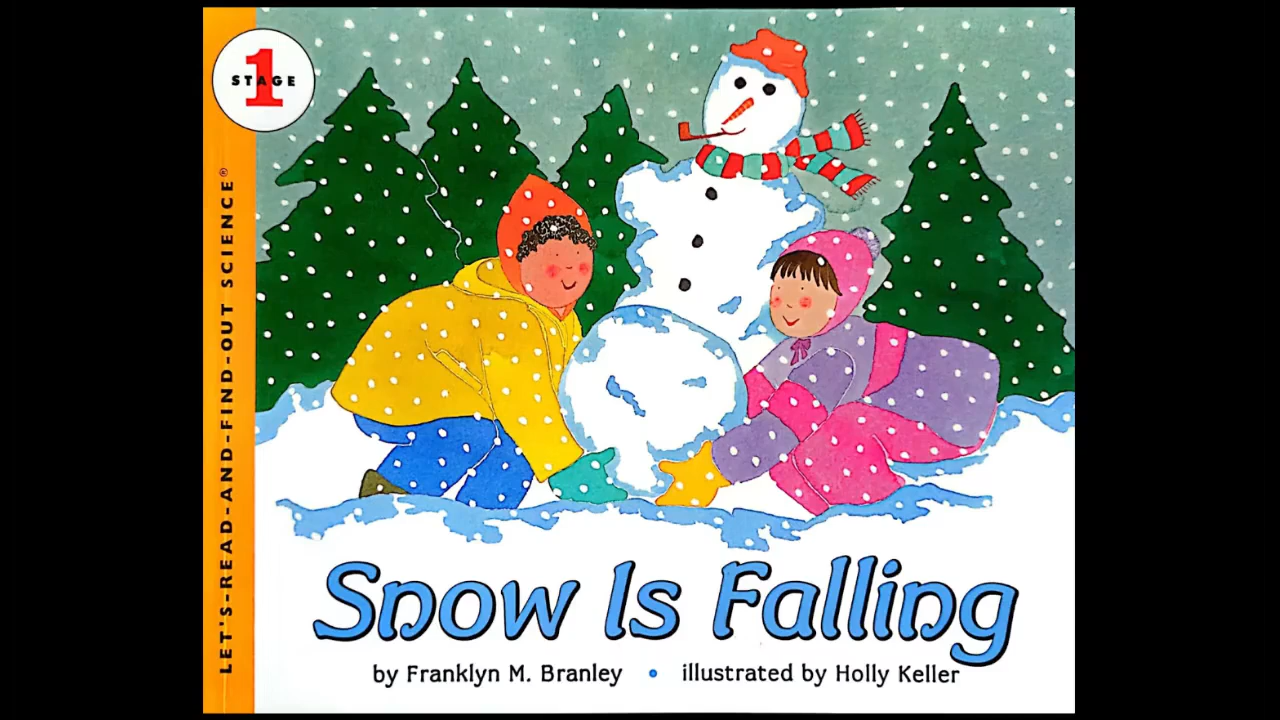 STAGE 1
LET'S-READ-AND-FIND-OUT SCIENCE®
Snow Is Falling
by Franklyn M. Branley • illustrated by Holly Keller